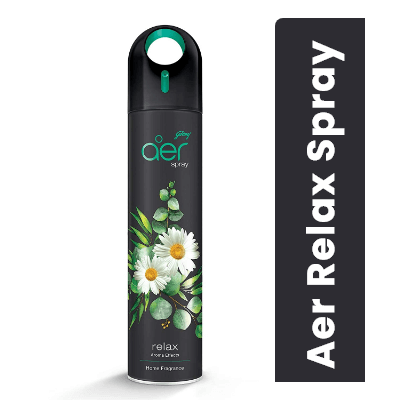 Godrej
aer
spray
relax
Aroma Effects
Home Fragrance
Aer Relax Spray